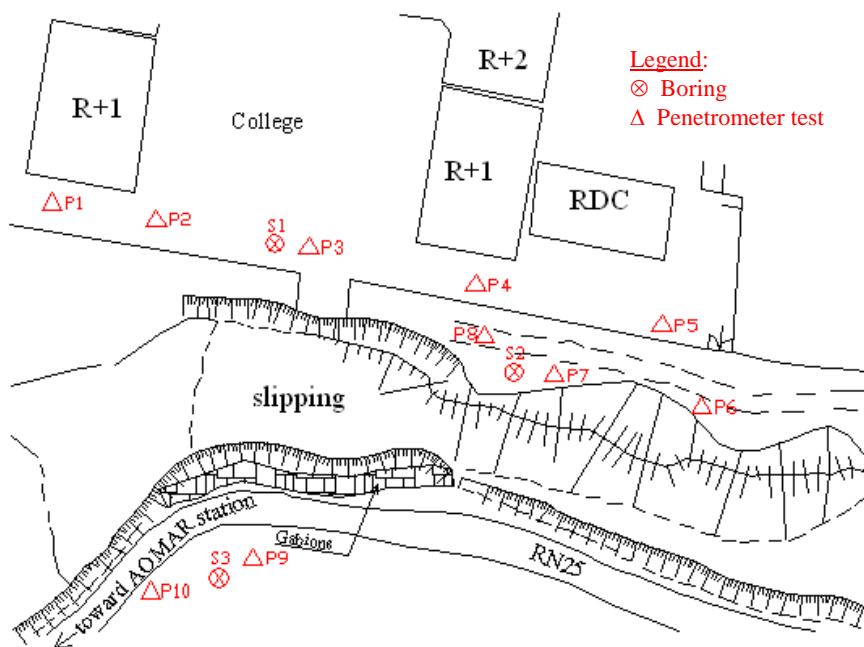 R+2
Legend:
⊗ Boring
Δ Penetrometer test
R+1
College
R+1
RDC
P1
P2
S1
P3
P4
P5
P8
S2
P7
P6
slipping
toward AOMAR station
Gabions
RN25
S3
P9
P10